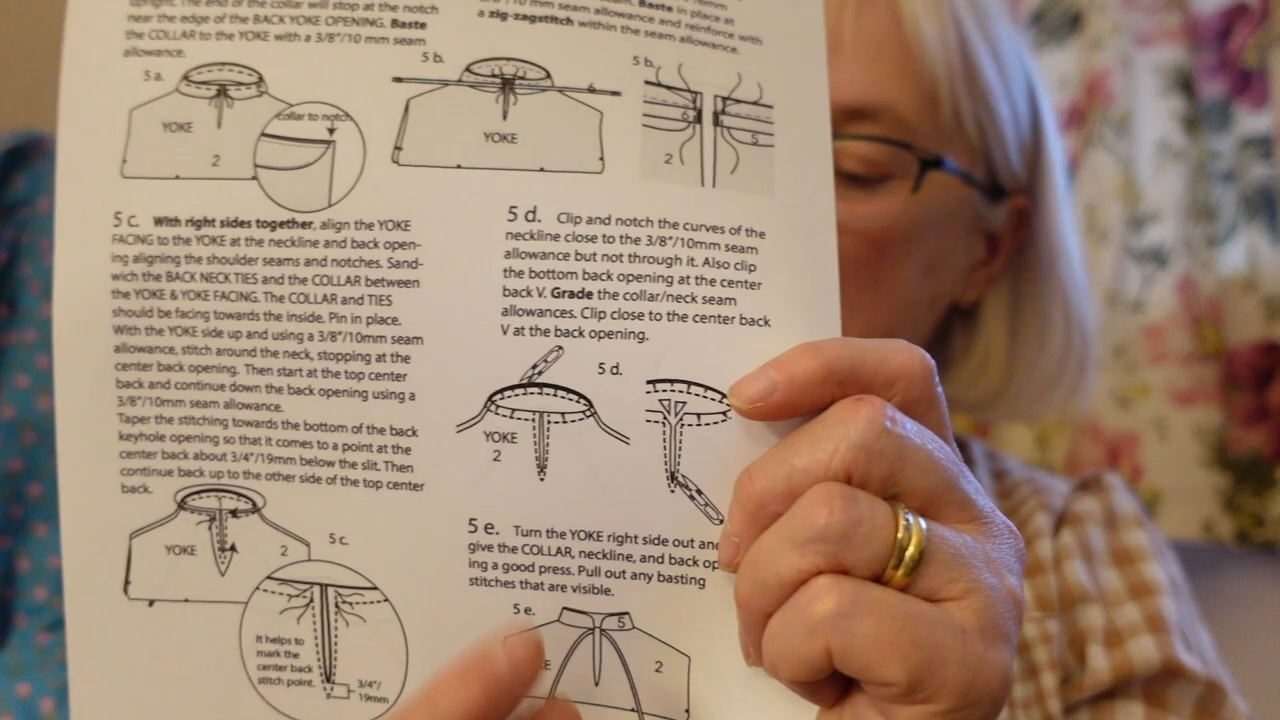 upright. The end of the collar will stop at the notch
near the edge of the BACK YOKE OPENING. Baste
the COLLAR to the YOKE with a 3/8"/10 mm seam
allowance.
5 a.
collar to notch
YOKE
2
seam allowance. Baste in place at
mm seam allowance and reinforce with
a zig-zagstitch within the seam allowance.
5 b.
6
YOKE
5 b.
6
5
2
5 c. With right sides together, align the YOKE
FACING to the YOKE at the neckline and back open-
ing aligning the shoulder seams and notches. Sand-
wich the BACK NECK TIES and the COLLAR between
the YOKE & YOKE FACING. The COLLAR and TIES
should be facing towards the inside. Pin in place.
With the YOKE side up and using a 3/8"/10mm seam
allowance, stitch around the neck, stopping at the
center back opening. Then start at the top center
back and continue down the back opening using a
3/8"/10mm seam allowance.
Taper the stitching towards the bottom of the back
keyhole opening so that it comes to a point at the
center back about 3/4"/19mm below the slit. Then
continue back up to the other side of the top center
back.
YOKE
2
5 c.
It helps to
mark the
center back
stitch point.
3/4"/
19mm
5 d. Clip and notch the curves of the
neckline close to the 3/8"/10mm seam
allowance but not through it. Also clip
the bottom back opening at the center
back V. Grade the collar/neck seam
allowances. Clip close to the center back
V at the back opening.
5 d.
YOKE
2
5 e. Turn the YOKE right side out and
give the COLLAR, neckline, and back op
ing a good press. Pull out any basting
stitches that are visible.
5 e.
5
E
2